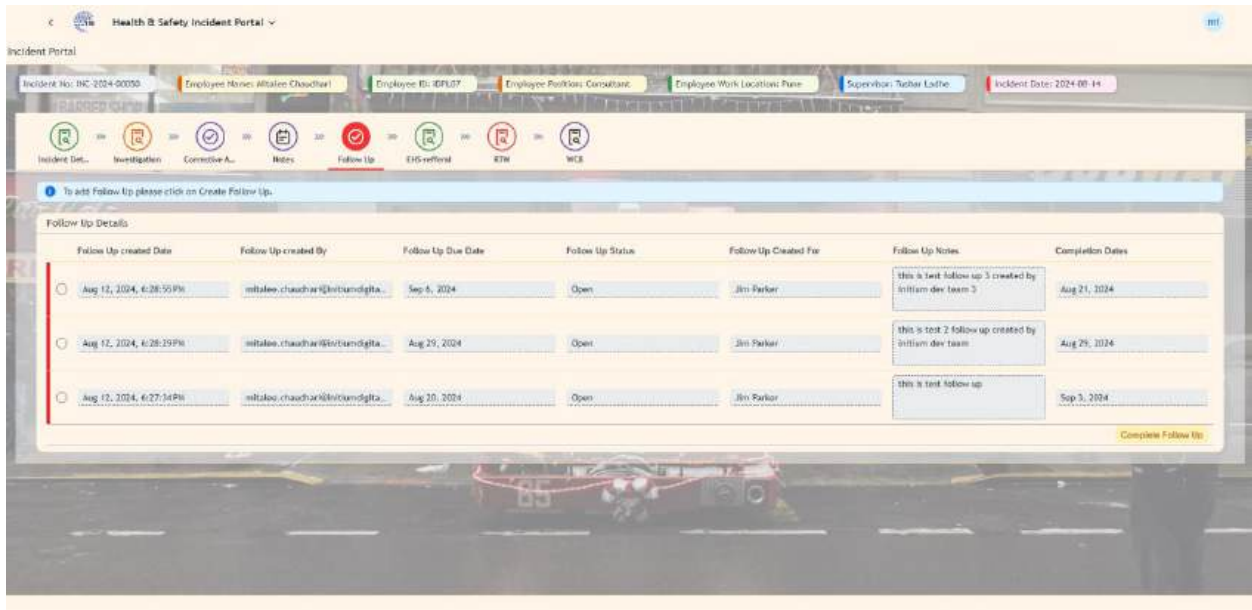 Health & Safety Incident Portal
mi
Incident Portal
Incident No: INC-2024-00050
Employee Name: Mitalee Chaudhari
Employee ID: IDPL07
Employee Position: Consultant
Employee Work Location: Pune
Supervisor: Tushar Ladhe
Incident Date: 2024-08-14
BARBER SHOP
Incident Det...
Investigation
Corrective A...
Notes
Follow Up
EHS-refferal
RTW
WCB
SUBWAY
To add Follow Up please click on Create Follow Up.
Follow Up Details
Follow Up created Date
Follow Up created By
Follow Up Due Date
Follow Up Status
Follow Up Created For
Follow Up Notes
Completion Dates
Aug 12, 2024, 6:28:55 PM
mitalee.chaudhari@initiumdigita...
Sep 6, 2024
Open
Jim Parker
this is test follow up 3 created by
initium dev team 3
Aug 21, 2024
Aug 12, 2024, 6:28:29 PM
mitalee.chaudhari@initiumdigita...
Aug 29, 2024
Open
Jim Parker
this is test 2 follow up created by
initium dev team
Aug 29, 2024
Aug 12, 2024, 6:27:34 PM
mitalee.chaudhari@initiumdigita...
Aug 20, 2024
Open
Jim Parker
this is test follow up
Sep 3, 2024
Complete Follow Up
85